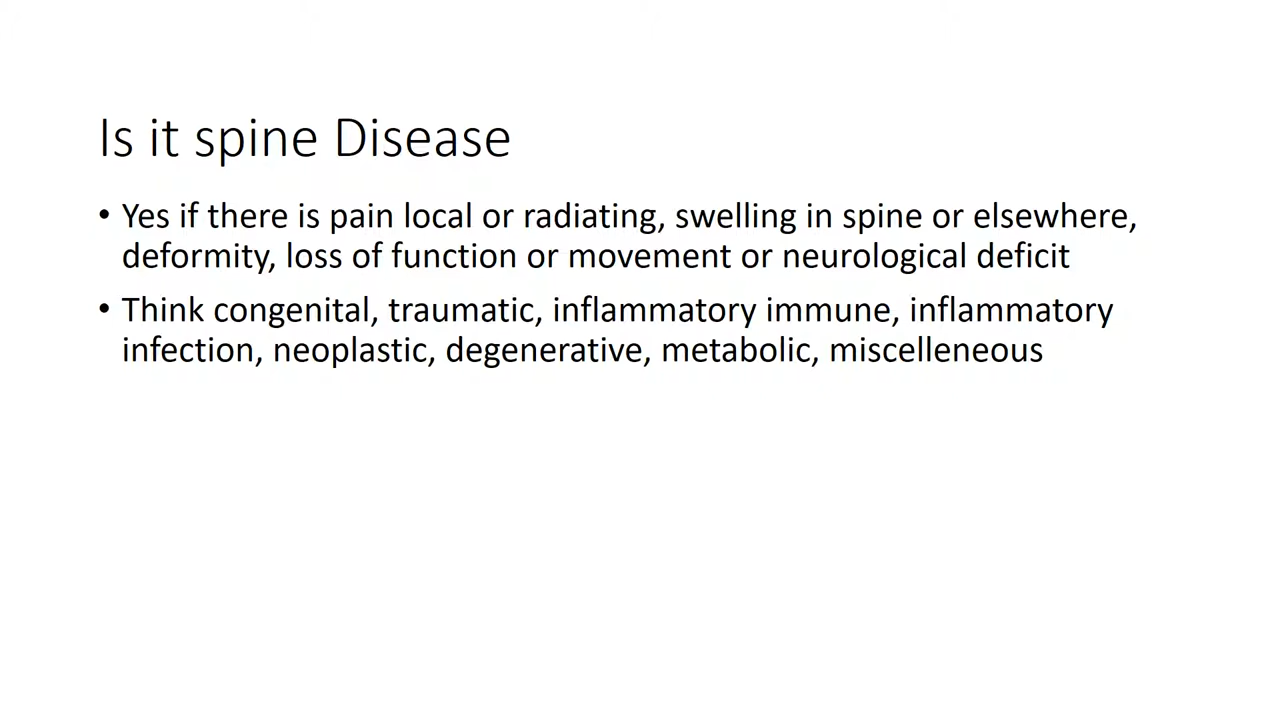 Is it spine Disease
• Yes if there is pain local or radiating, swelling in spine or elsewhere,
deformity, loss of function or movement or neurological deficit
• Think congenital, traumatic, inflammatory immune, inflammatory
infection, neoplastic, degenerative, metabolic, miscelleneous